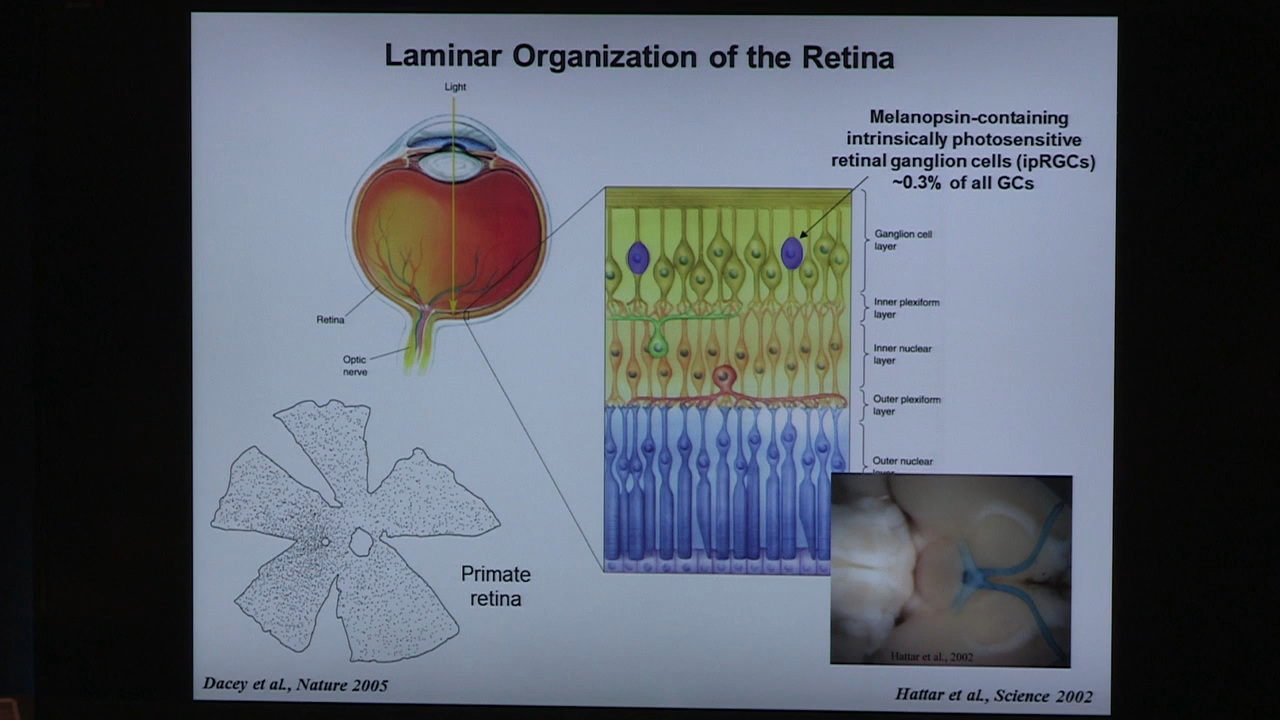 Laminar Organization of the Retina
Light
Melanopsin-containing
intrinsically photosensitive
retinal ganglion cells (ipRGCs)
~0.3% of all GCs
Ganglion cell
layer
Inner plexiform
layer
Inner nuclear
layer
Outer plexiform
layer
Outer nuclear
Retina
Optic
nerve
Primate
retina
Hattar et al., 2002
Dacey et al., Nature 2005
Hattar et al., Science 2002